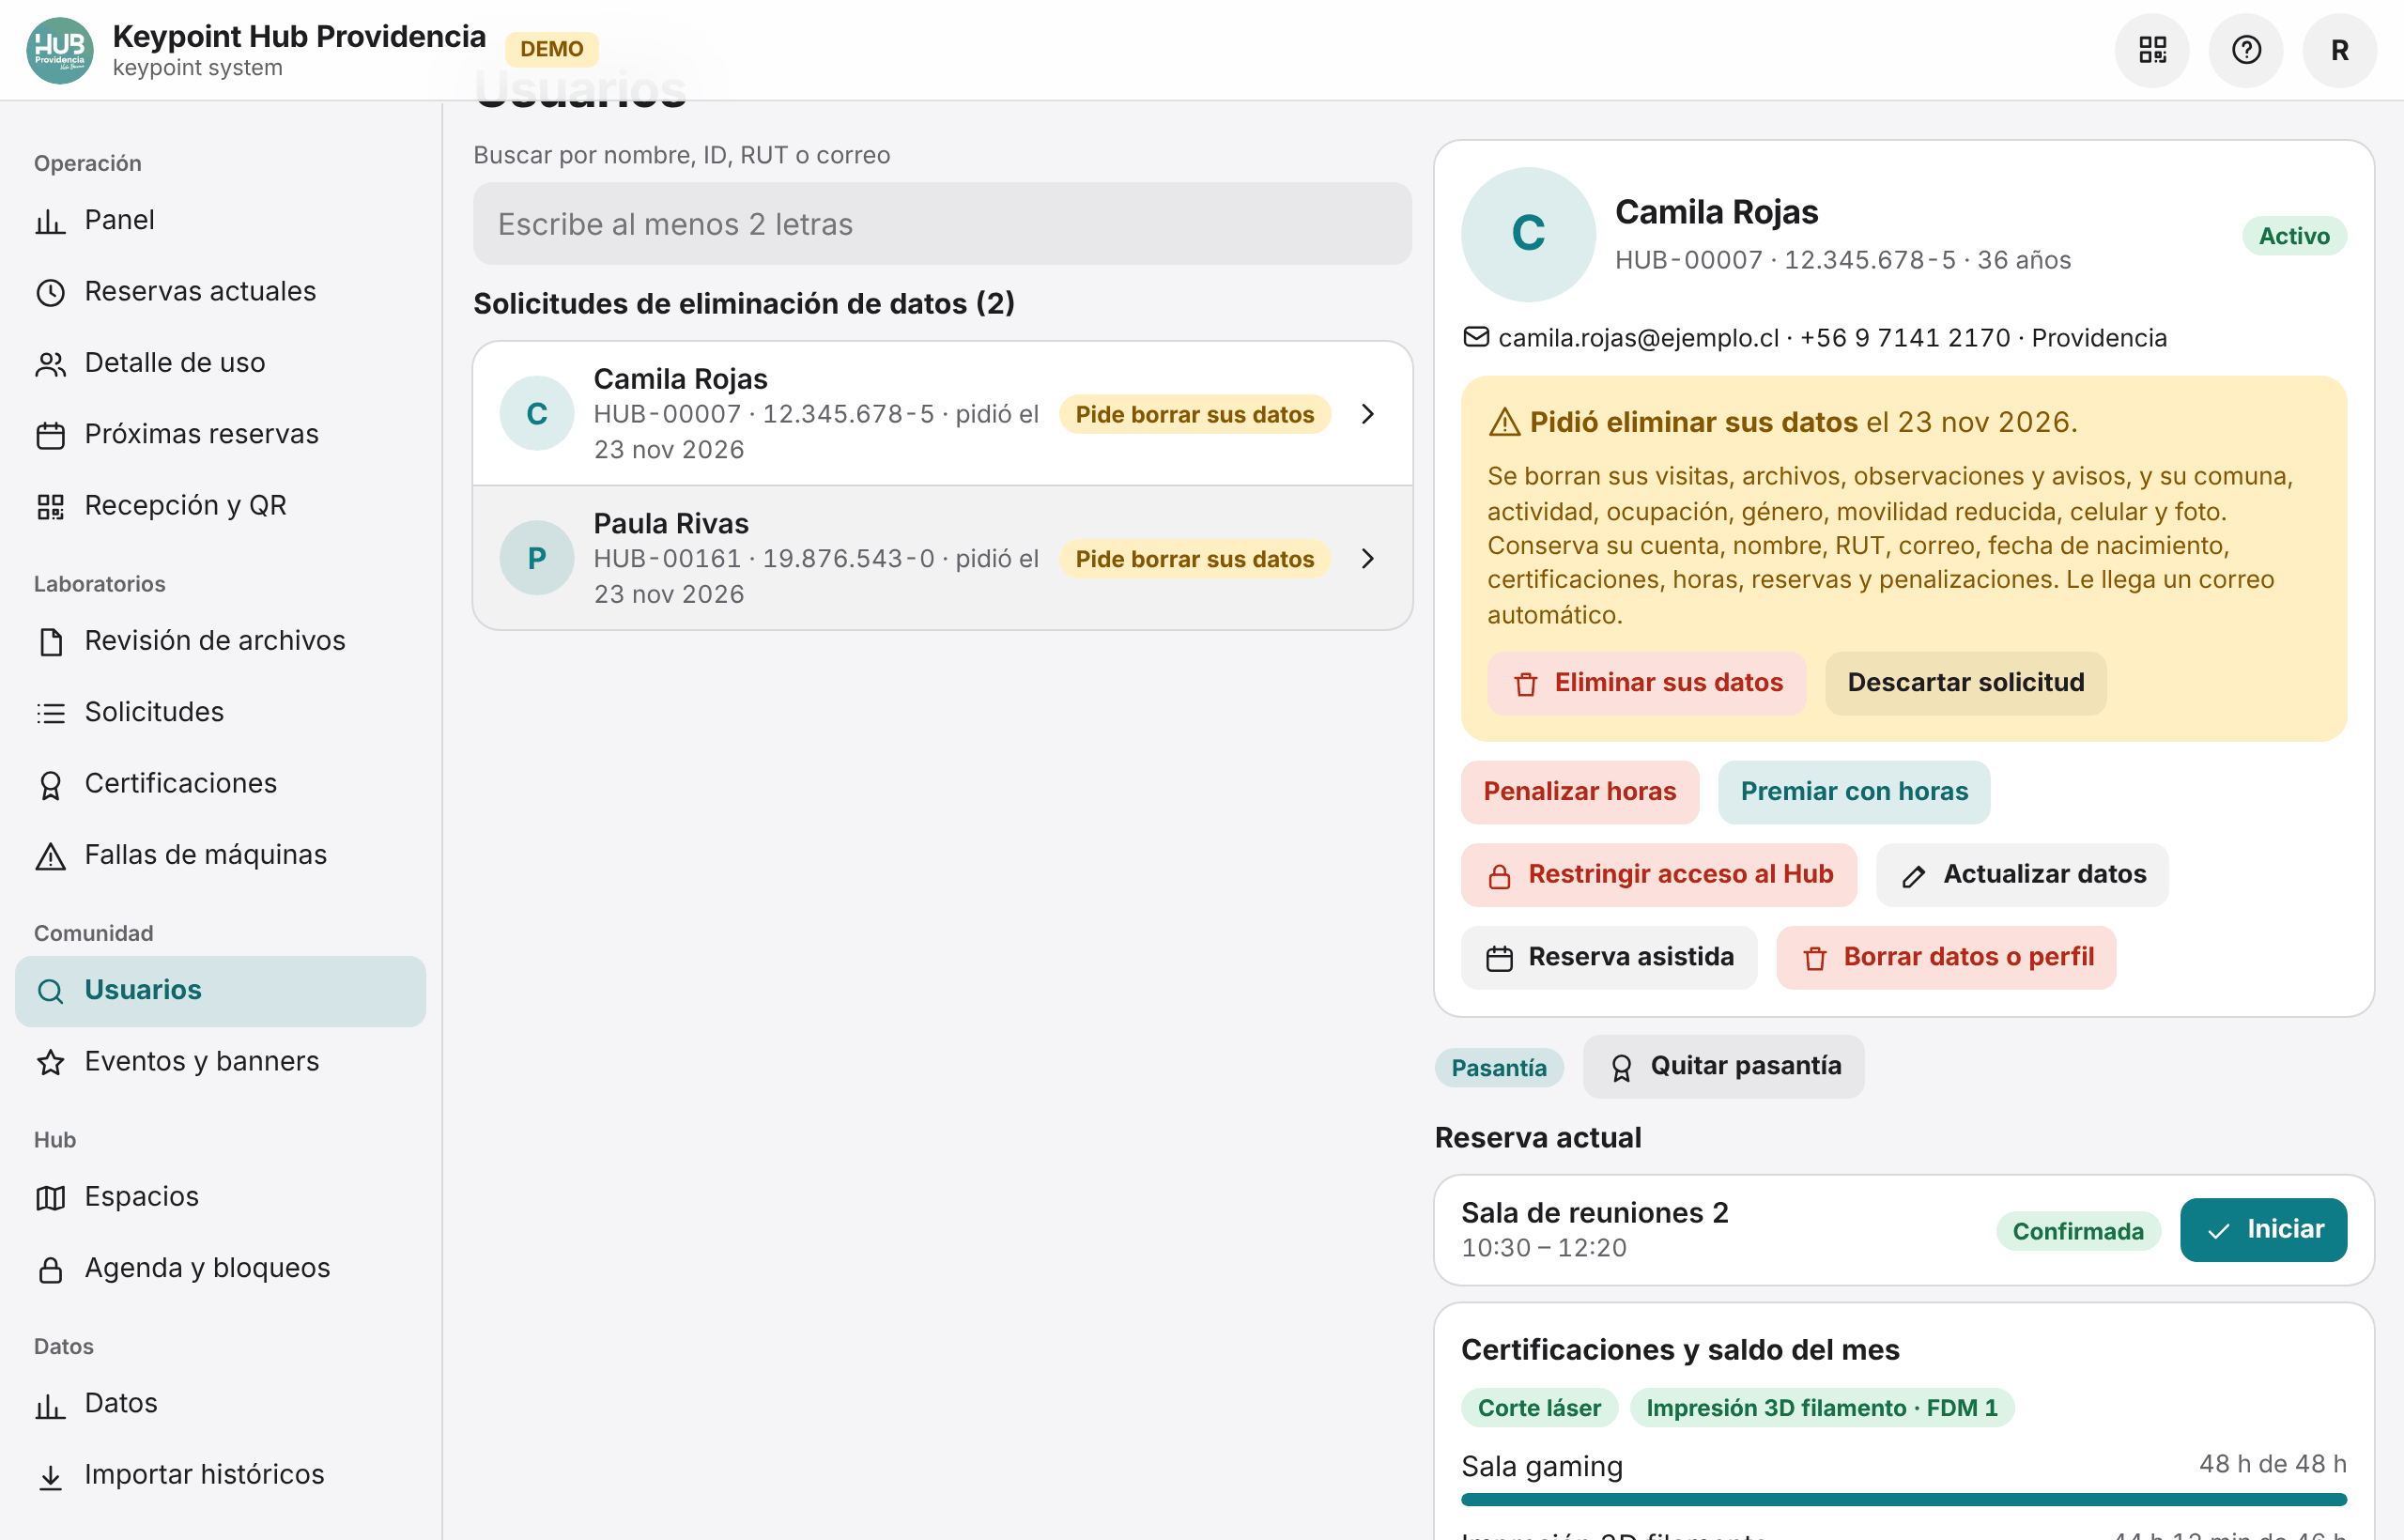 HUB
Providencia
Keypoint Hub Providencia
keypoint system
DEMO
R
Operación
Panel
Reservas actuales
Detalle de uso
Próximas reservas
Recepción y QR
Laboratorios
Revisión de archivos
Solicitudes
Certificaciones
Fallas de máquinas
Comunidad
Usuarios
Eventos y banners
Hub
Espacios
Agenda y bloqueos
Datos
Datos
Importar históricos
Usuarios
Buscar por nombre, ID, RUT o correo
Escribe al menos 2 letras
Solicitudes de eliminación de datos (2)
C
Camila Rojas
HUB-00007 · 12.345.678-5 · pidió el
23 nov 2026
Pide borrar sus datos
P
Paula Rivas
HUB-00161 · 19.876.543-0 · pidió el
23 nov 2026
Pide borrar sus datos
C
Camila Rojas
HUB-00007 · 12.345.678-5 · 36 años
Activo
camila.rojas@ejemplo.cl · +56 9 7141 2170 · Providencia
Pidió eliminar sus datos el 23 nov 2026.
Se borran sus visitas, archivos, observaciones y avisos, y su comuna,
actividad, ocupación, género, movilidad reducida, celular y foto.
Conserva su cuenta, nombre, RUT, correo, fecha de nacimiento,
certificaciones, horas, reservas y penalizaciones. Le llega un correo
automático.
Eliminar sus datos
Descartar solicitud
Penalizar horas
Premiar con horas
Restringir acceso al Hub
Actualizar datos
Reserva asistida
Borrar datos o perfil
Pasantía
Quitar pasantía
Reserva actual
Sala de reuniones 2
10:30 – 12:20
Confirmada
Iniciar
Certificaciones y saldo del mes
Corte láser
Impresión 3D filamento · FDM 1
Sala gaming
48 h de 48 h